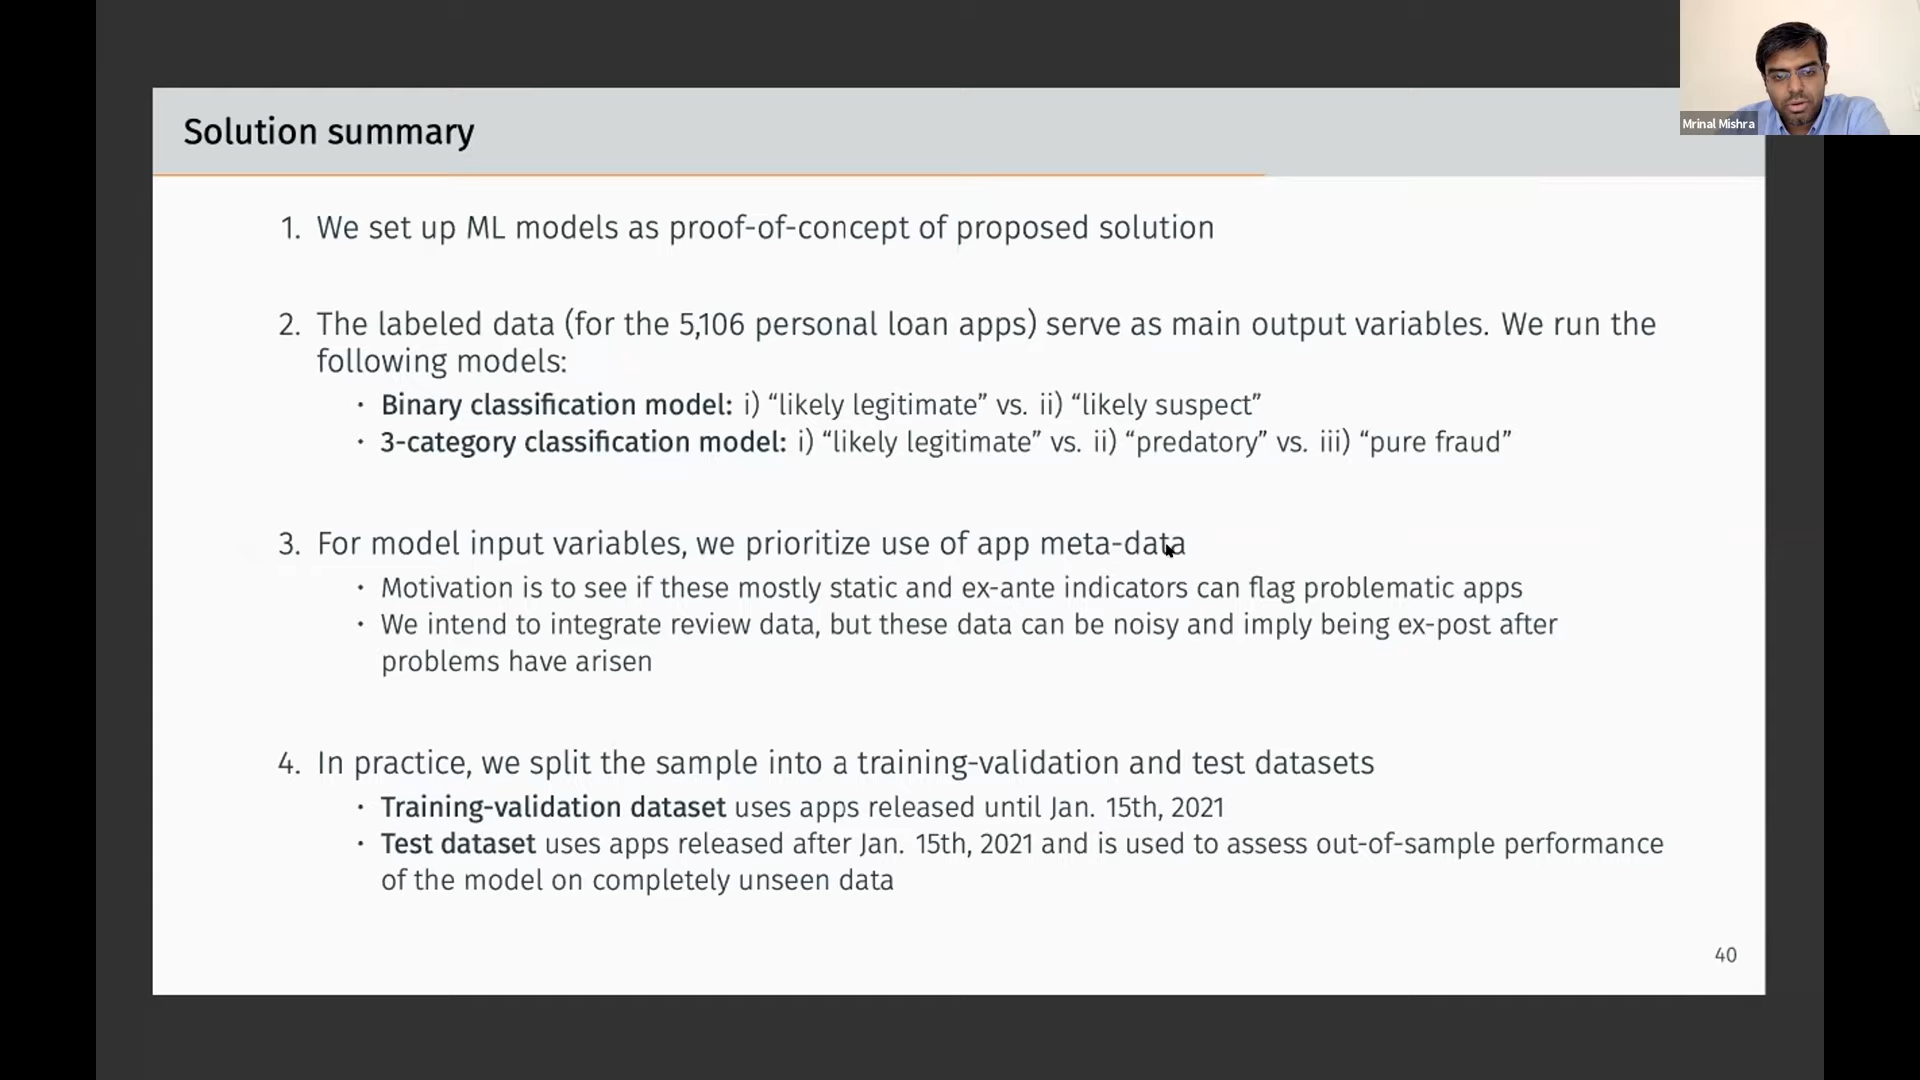 Mrinal Mishra
Solution summary
1. We set up ML models as proof-of-concept of proposed solution
2. The labeled data (for the 5,106 personal loan apps) serve as main output variables. We run the
following models:
· Binary classification model: i) “likely legitimate” vs. ii) “likely suspect”
· 3-category classification model: i) “likely legitimate” vs. ii) “predatory” vs. iii) “pure fraud”
3. For model input variables, we prioritize use of app meta-data
· Motivation is to see if these mostly static and ex-ante indicators can flag problematic apps
· We intend to integrate review data, but these data can be noisy and imply being ex-post after
problems have arisen
4. In practice, we split the sample into a training-validation and test datasets
· Training-validation dataset uses apps released until Jan. 15th, 2021
· Test dataset uses apps released after Jan. 15th, 2021 and is used to assess out-of-sample performance
of the model on completely unseen data
40